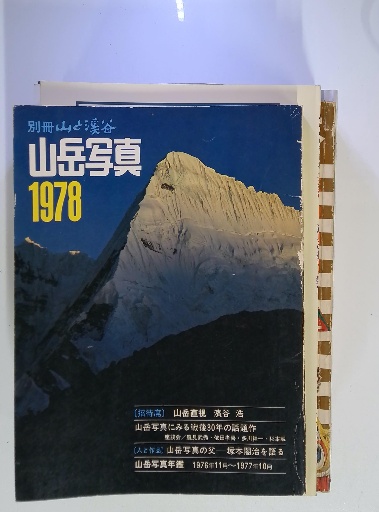 別冊山と溪谷
山岳写真
1978
［招待席］ 山岳直視 濱谷 浩
山岳写真にみる戦後30年の話題作
［人と作品］山岳写真の父―塚本閤治を語る
山岳写真年鑑 1976年11月〜1977年10月